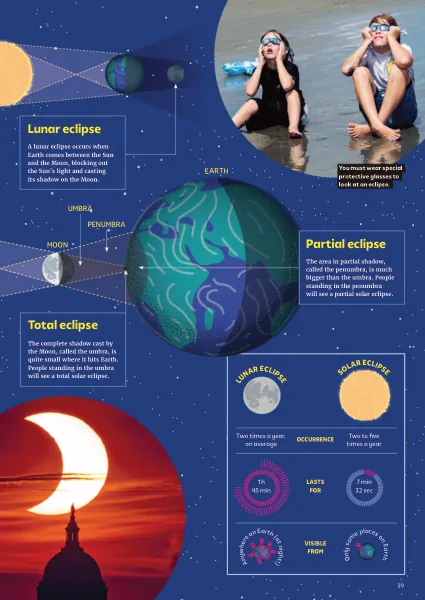 Lunar eclipse
A lunar eclipse occurs when
Earth comes between the Sun
and the Moon, blocking out
the Sun's light and casting
its shadow on the Moon.
You must wear special
protective glasses to
look at an eclipse.
EARTH
UMBRA
PENUMBRA
MOON
Partial eclipse
The area in partial shadow,
called the penumbra, is much
bigger than the umbra. People
standing in the penumbra
will see a partial solar eclipse.
Total eclipse
The complete shadow cast by
the Moon, called the umbra, is
quite small where it hits Earth.
People standing in the umbra
will see a total solar eclipse.
LUNAR ECLIPSE
SOLAR ECLIPSE
Two times a year,
on average
OCCURRENCE
Two to five
times a year
1h
45 min
LASTS
FOR
7 min
32 sec
Anywhere on Earth (at night)
VISIBLE
FROM
Only some places on Earth
39